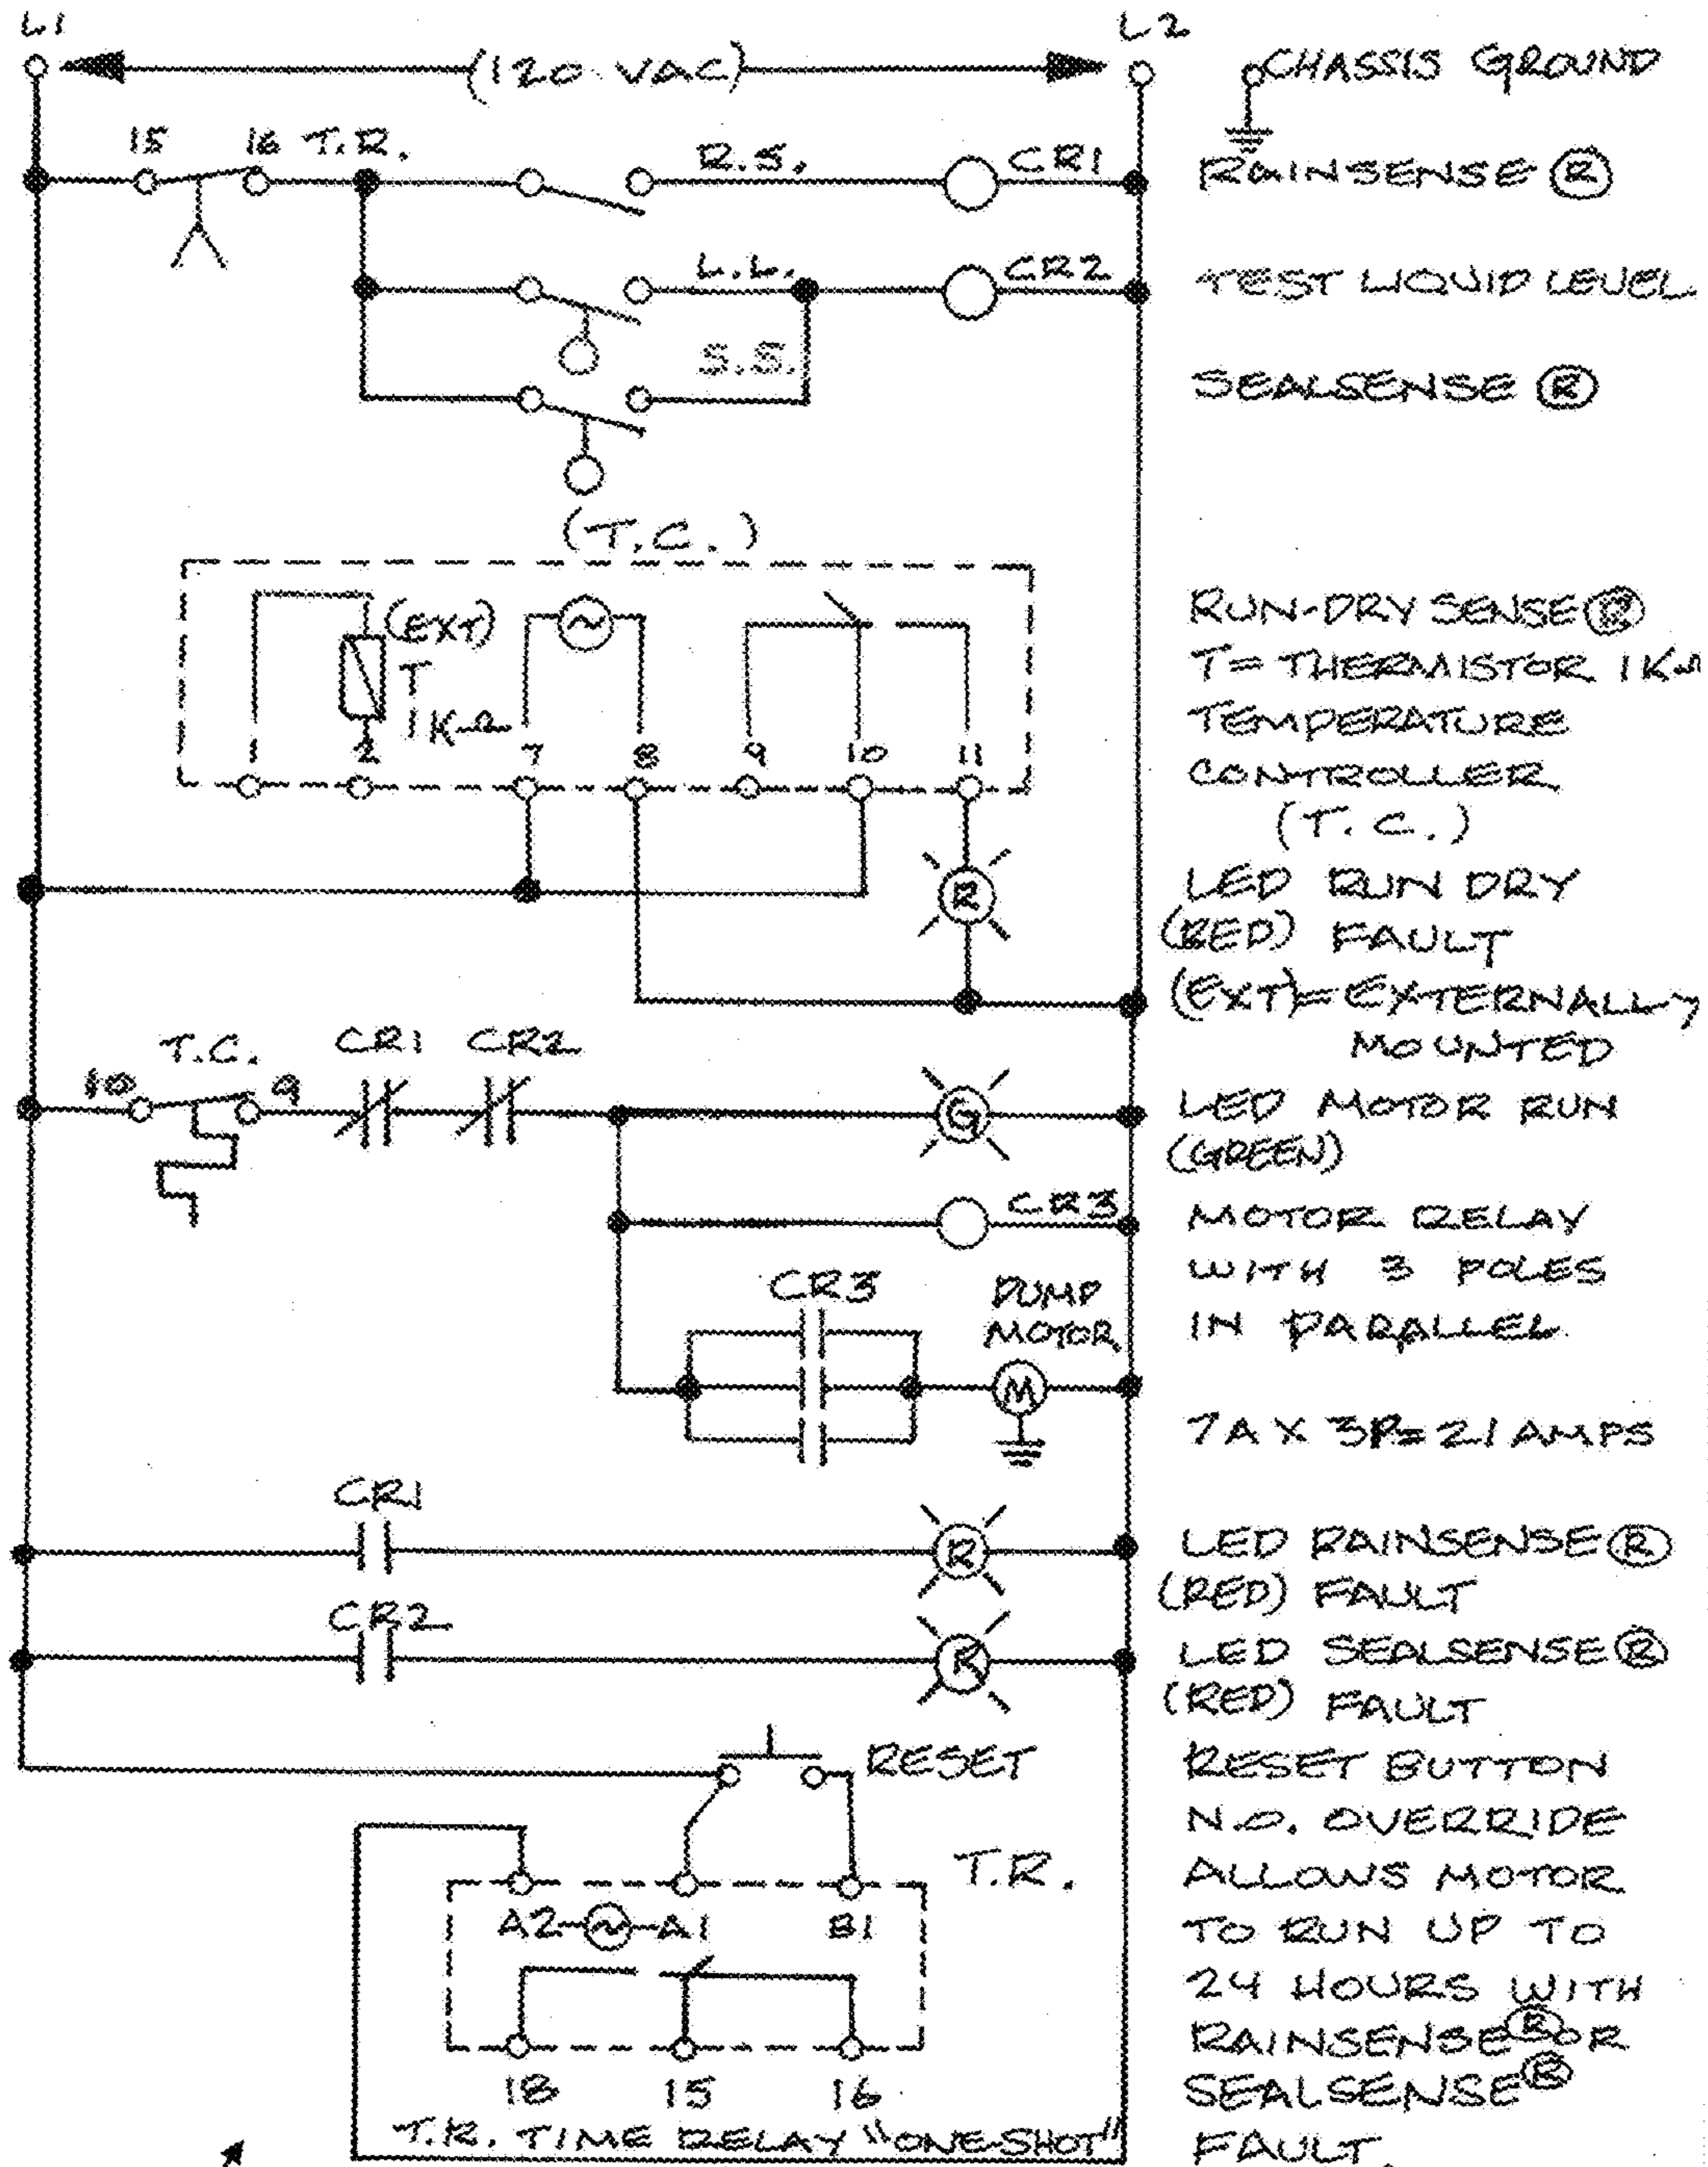 L1
(120 VAC)
L2
CHASSIS GROUND
15
16 T.R.
R.S.
CR1
RAINSENSE Ⓡ
L.L.
CR2
TEST LIQUID LEVEL
S.S.
SEALSENSE Ⓡ
(T.C.)
(EXT)
T
1KΩ
1
2
7
8
9
10
11
RUN-DRY SENSE Ⓡ
T= THERMISTOR 1KΩ
TEMPERATURE
CONTROLLER
(T.C.)
R
LED RUN DRY
(RED) FAULT
(EXT)= EXTERNALLY
MOUNTED
10
T.C.
9
CR1
CR2
G
LED MOTOR RUN
(GREEN)
CR3
MOTOR RELAY
WITH 3 POLES
IN PARALLEL
CR3
PUMP
MOTOR
M
7A X 3P=21 AMPS
CR1
R
LED RAINSENSE Ⓡ
(RED) FAULT
CR2
R
LED SEALSENSE Ⓡ
(RED) FAULT
RESET
RESET BUTTON
N.O. OVERRIDE
ALLOWS MOTOR
TO RUN UP TO
24 HOURS WITH
RAINSENSE Ⓡ OR
SEALSENSE Ⓡ
FAULT.
T.R.
A2
A1
B1
18
15
16
T.R. TIME RELAY "ONE-SHOT"